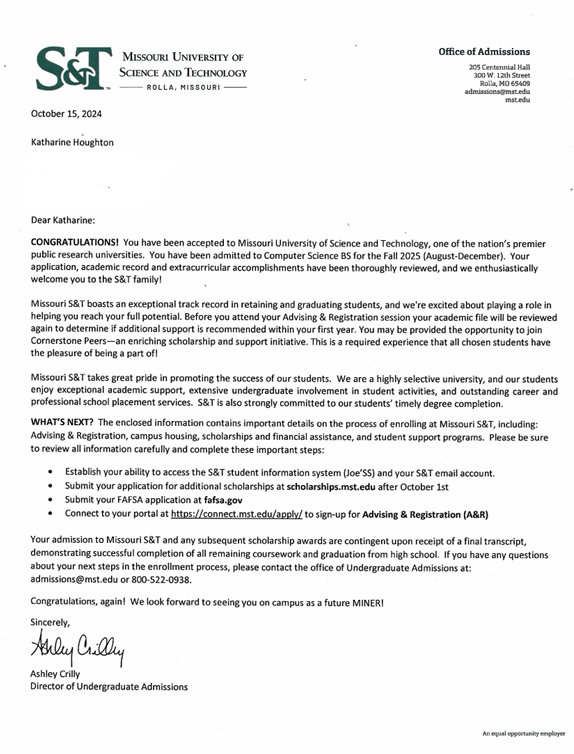 S&T
MISSOURI UNIVERSITY OF
SCIENCE AND TECHNOLOGY
ROLLA, MISSOURI
Office of Admissions
205 Centennial Hall
300 W. 12th Street
Rolla, MO 65409
admissions@mst.edu
mst.edu
October 15, 2024
Katharine Houghton
Dear Katharine:
CONGRATULATIONS! You have been accepted to Missouri University of Science and Technology, one of the nation's premier
public research universities. You have been admitted to Computer Science BS for the Fall 2025 (August-December). Your
application, academic record and extracurricular accomplishments have been thoroughly reviewed, and we enthusiastically
welcome you to the S&T family!
Missouri S&T boasts an exceptional track record in retaining and graduating students, and we're excited about playing a role in
helping you reach your full potential. Before you attend your Advising & Registration session your academic file will be reviewed
again to determine if additional support is recommended within your first year. You may be provided the opportunity to join
Cornerstone Peers—an enriching scholarship and support initiative. This is a required experience that all chosen students have
the pleasure of being a part of!
Missouri S&T takes great pride in promoting the success of our students. We are a highly selective university, and our students
enjoy exceptional academic support, extensive undergraduate involvement in student activities, and outstanding career and
professional school placement services. S&T is also strongly committed to our students' timely degree completion.
WHAT'S NEXT? The enclosed information contains important details on the process of enrolling at Missouri S&T, including:
Advising & Registration, campus housing, scholarships and financial assistance, and student support programs. Please be sure
to review all information carefully and complete these important steps:
• Establish your ability to access the S&T student information system (Joe'SS) and your S&T email account.
• Submit your application for additional scholarships at scholarships.mst.edu after October 1st
• Submit your FAFSA application at fafsa.gov
• Connect to your portal at https://connect.mst.edu/apply/ to sign-up for Advising & Registration (A&R)
Your admission to Missouri S&T and any subsequent scholarship awards are contingent upon receipt of a final transcript,
demonstrating successful completion of all remaining coursework and graduation from high school. If you have any questions
about your next steps in the enrollment process, please contact the office of Undergraduate Admissions at:
admissions@mst.edu or 800-522-0938.
Congratulations, again! We look forward to seeing you on campus as a future MINER!
Sincerely,
Ashley Crilly
Ashley Crilly
Director of Undergraduate Admissions
An equal opportunity employer